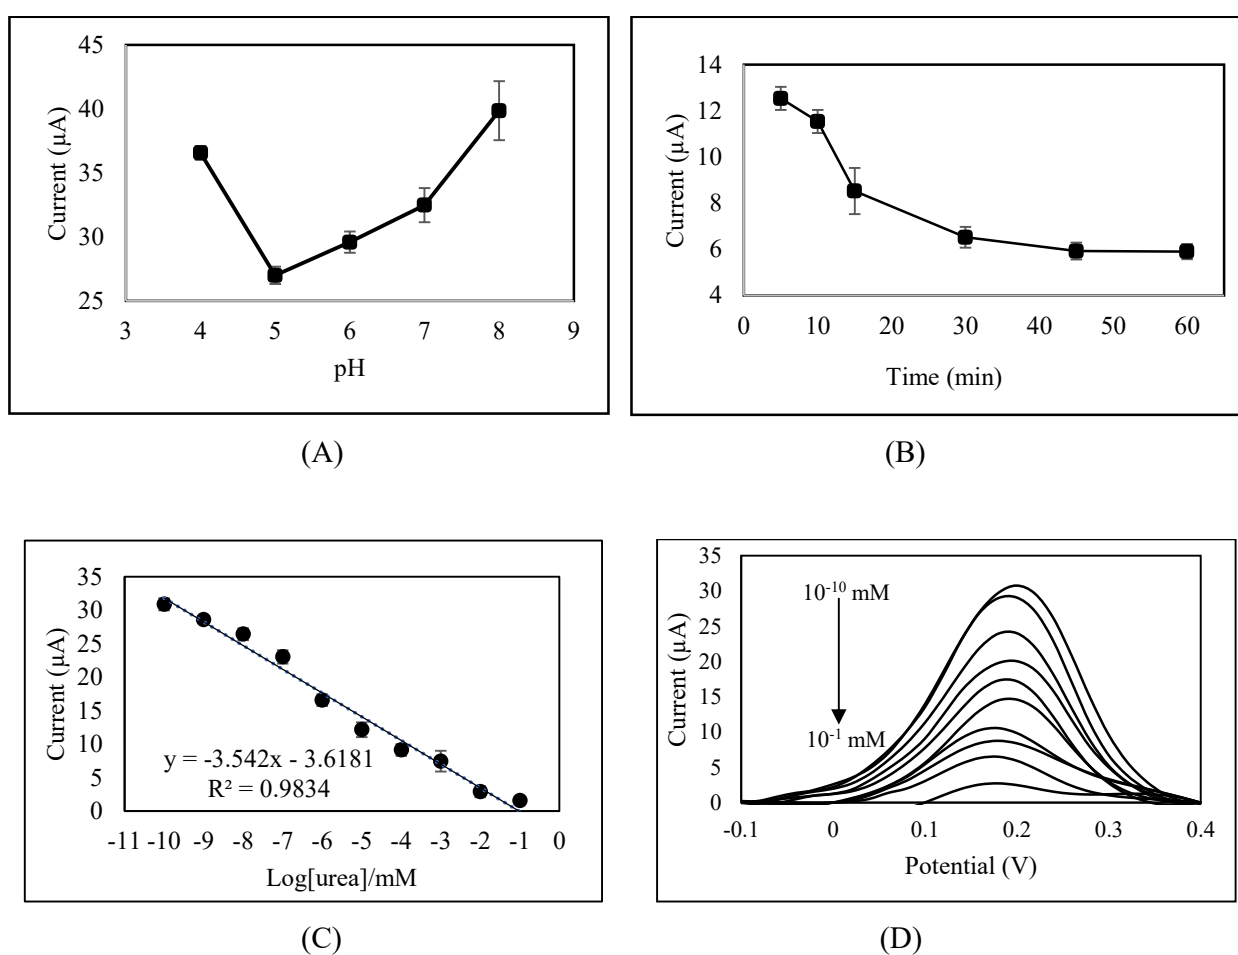 45
40
35
30
25
3 4 5 6 7 8 9
Current (µA)
pH
(A)
14
12
10
8
6
4
0 10 20 30 40 50 60
Current (µA)
Time (min)
(B)
35
30
25
20
15
10
5
0
y = -3.542x - 3.6181
R² = 0.9834
-11 -10 -9 -8 -7 -6 -5 -4 -3 -2 -1 0
Current (µA)
Log[urea]/mM
(C)
35
30
25
20
15
10
5
0
10⁻¹⁰ mM
10⁻¹ mM
-0.1 0 0.1 0.2 0.3 0.4
Current (µA)
Potential (V)
(D)